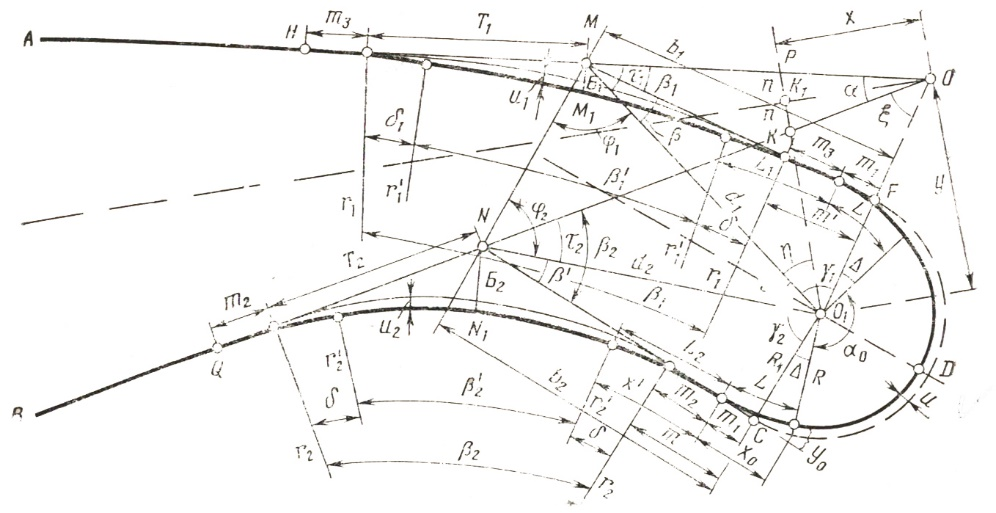 A H m₃ T₁ M x
P O
b₁
Б₁ τ₁ β₁ n K₁ α
u₁ M₁ n ξ
δ₁ φ₁ β K m₃ m₁
r₁ r₁' β₁' L₁ m' L F y
N φ₂ d₁ δ
T₂ τ₂ β₂ r₁' r₁ η γ₁ Δ
m₂ Б₂ β' d₂ β₁ O₁
u₂ N₁ γ₂ α₀
Q L₂ R₁ Δ R D
r₂' b₂ x' L u
B δ β₂' r₂' m₂ m₁ C
δ m x₀ y₀
r₂ β₂ r₂